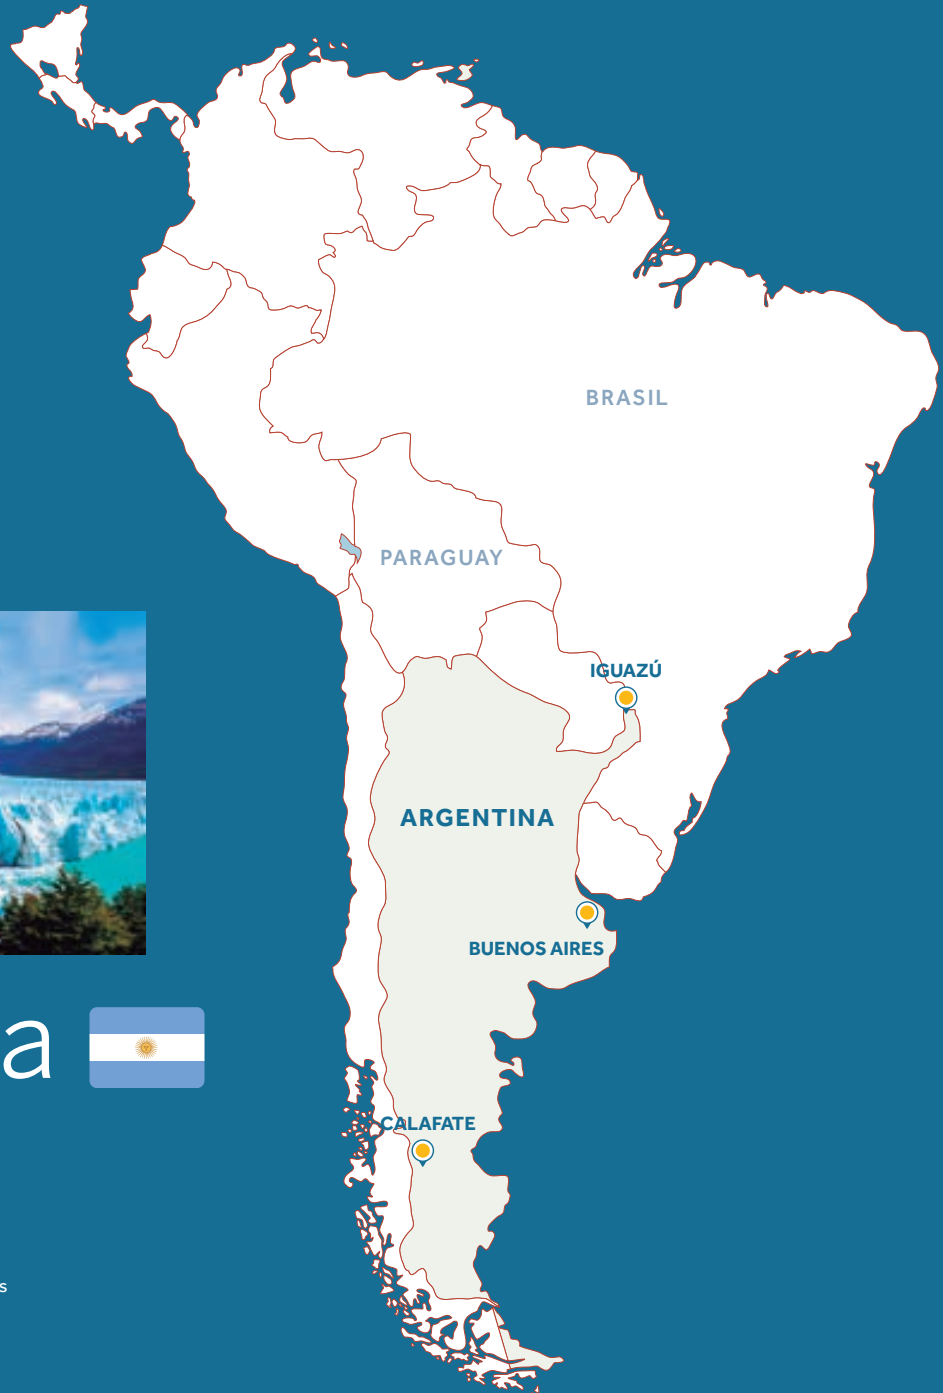 BRASIL
PARAGUAY
IGUAZÚ
ARGENTINA
BUENOS AIRES
a
CALAFATE
s